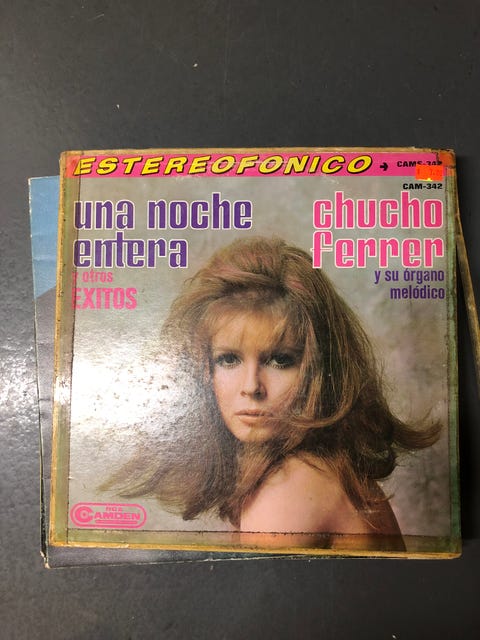 ESTEREOFONICO → CAMS-342
CAM-342
una noche
entera
y otros
EXITOS
chucho
ferrer
y su órgano
melódico
RCA
CAMDEN